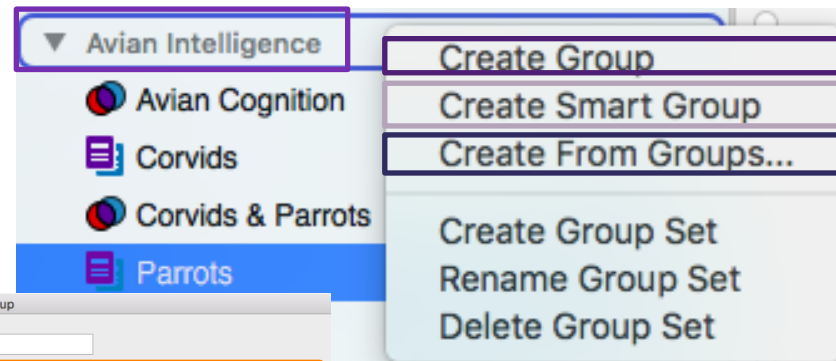 Avian Intelligence
Avian Cognition
Corvids
Corvids & Parrots
Parrots
Create Group
Create Smart Group
Create From Groups...
Create Group Set
Rename Group Set
Delete Group Set